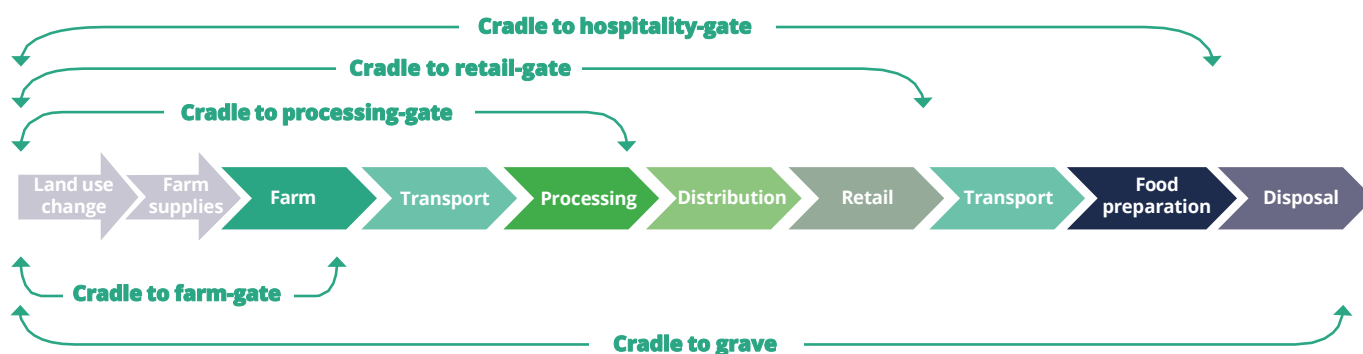 Cradle to hospitality-gate
Cradle to retail-gate
Cradle to processing-gate
Land use
change
Farm
supplies
Farm
Transport
Processing
Distribution
Retail
Transport
Food
preparation
Disposal
Cradle to farm-gate
Cradle to grave